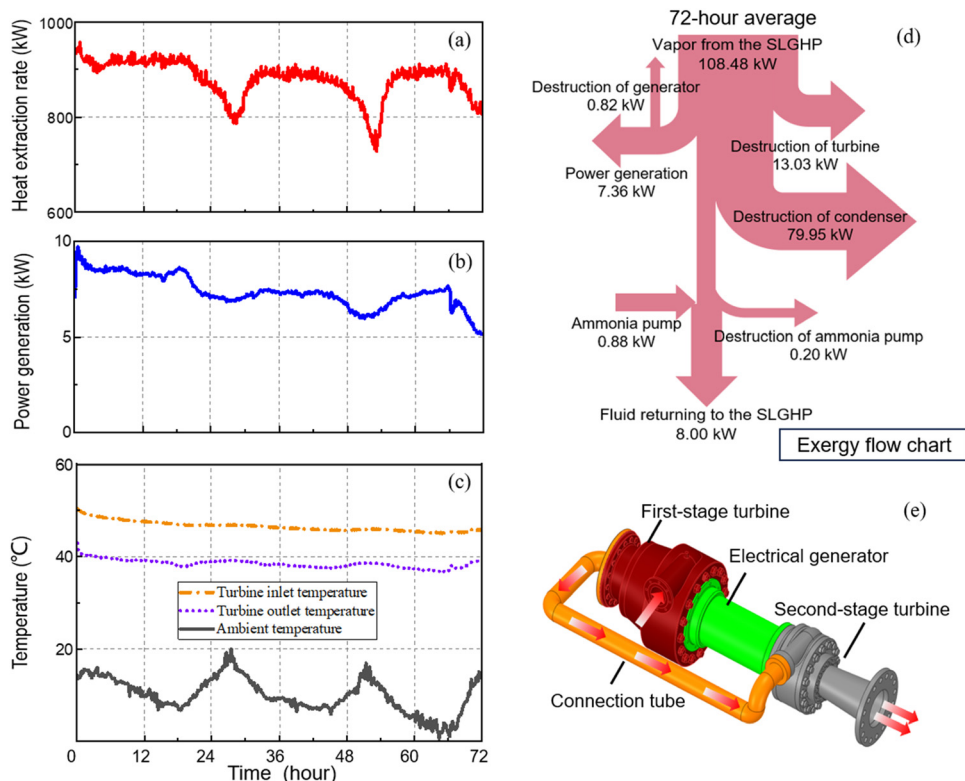 (a)
Heat extraction rate (kW)
1000
800
600
(b)
Power generation (kW)
10
5
0
(c)
Temperature (℃)
60
40
20
Turbine inlet temperature
Turbine outlet temperature
Ambient temperature
0 12 24 36 48 60 72
Time (hour)
72-hour average
(d)
Vapor from the SLGHP
108.48 kW
Destruction of generator
0.82 kW
Power generation
7.36 kW
Destruction of turbine
13.03 kW
Destruction of condenser
79.95 kW
Ammonia pump
0.88 kW
Destruction of ammonia pump
0.20 kW
Fluid returning to the SLGHP
8.00 kW
Exergy flow chart
(e)
First-stage turbine
Electrical generator
Second-stage turbine
Connection tube